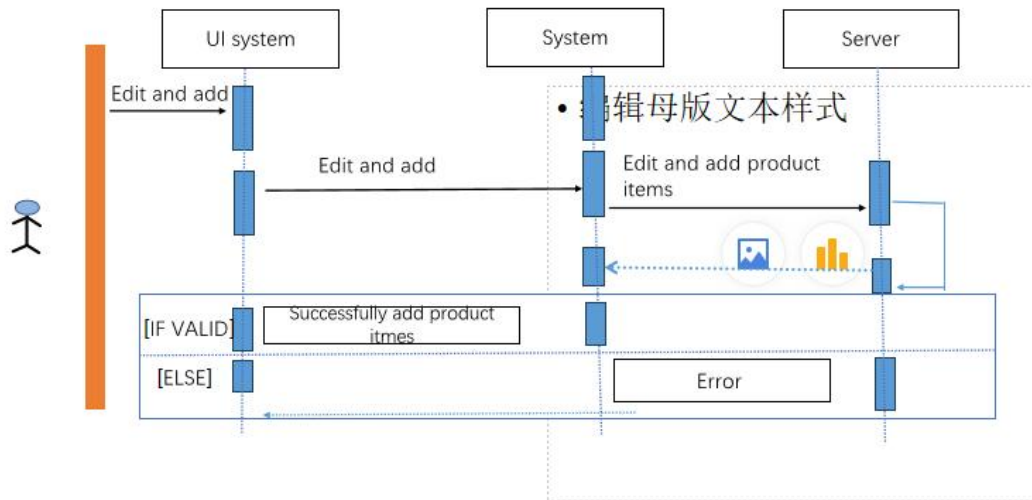 UI system
System
Server
Edit and add
• 编辑母版文本样式
Edit and add
Edit and add product
items
[IF VALID]
Successfully add product
itmes
[ELSE]
Error